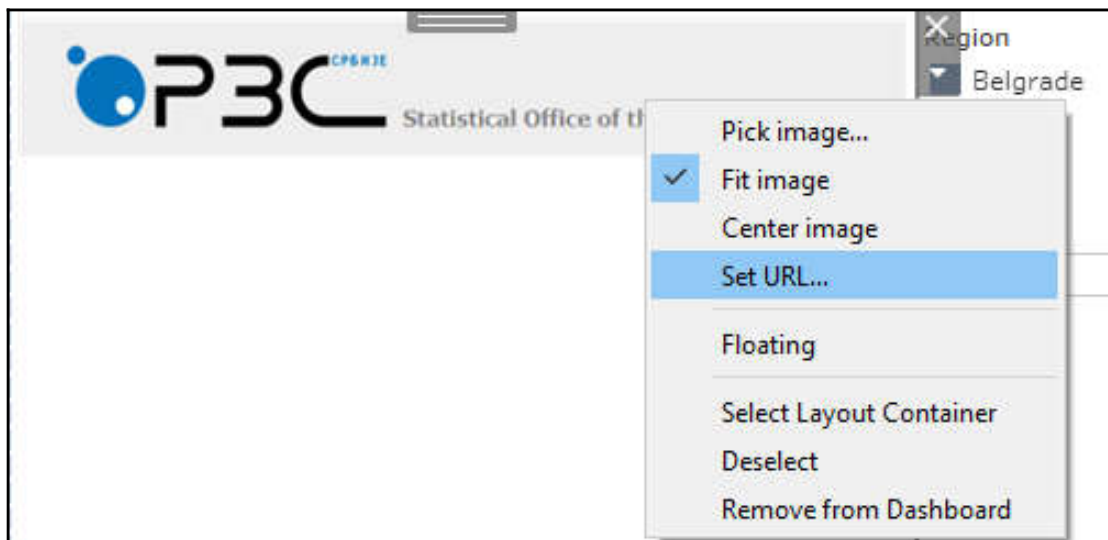 Region
Belgrade
РЗС
СРБИЈЕ
Statistical Office of th
Pick image...
Fit image
Center image
Set URL...
Floating
Select Layout Container
Deselect
Remove from Dashboard